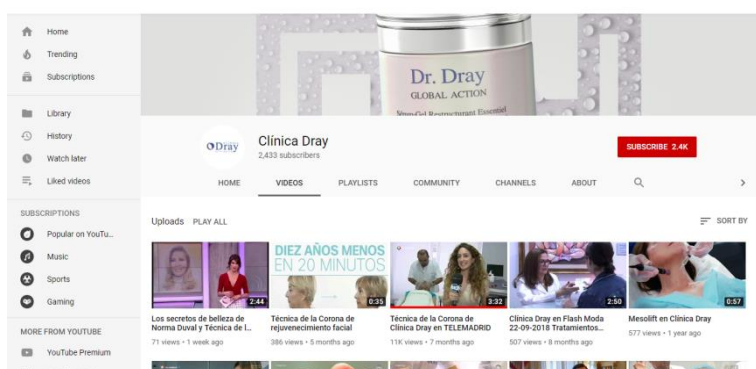 Home
Trending
Subscriptions
Library
History
Watch later
Liked videos
SUBSCRIPTIONS
Popular on YouTu...
Music
Sports
Gaming
MORE FROM YOUTUBE
YouTube Premium
Dr. Dray
GLOBAL ACTION
Sérum-Gel Restructurant Essentiel
Dray
Clínica Dray
2,433 subscribers
SUBSCRIBE 2.4K
HOME VIDEOS PLAYLISTS COMMUNITY CHANNELS ABOUT
Uploads PLAY ALL
SORT BY
2:44
Los secretos de belleza de
Norma Duval y Técnica de l...
71 views • 1 week ago
DIEZ AÑOS MENOS
EN 20 MINUTOS
0:35
Técnica de la Corona de
rejuvenecimiento facial
386 views • 5 months ago
3:32
Técnica de la Corona de
Clínica Dray en TELEMADRID
11K views • 7 months ago
2:50
Clínica Dray en Flash Moda
22-09-2018 Tratamientos...
507 views • 8 months ago
0:57
Mesolift en Clínica Dray
577 views • 1 year ago